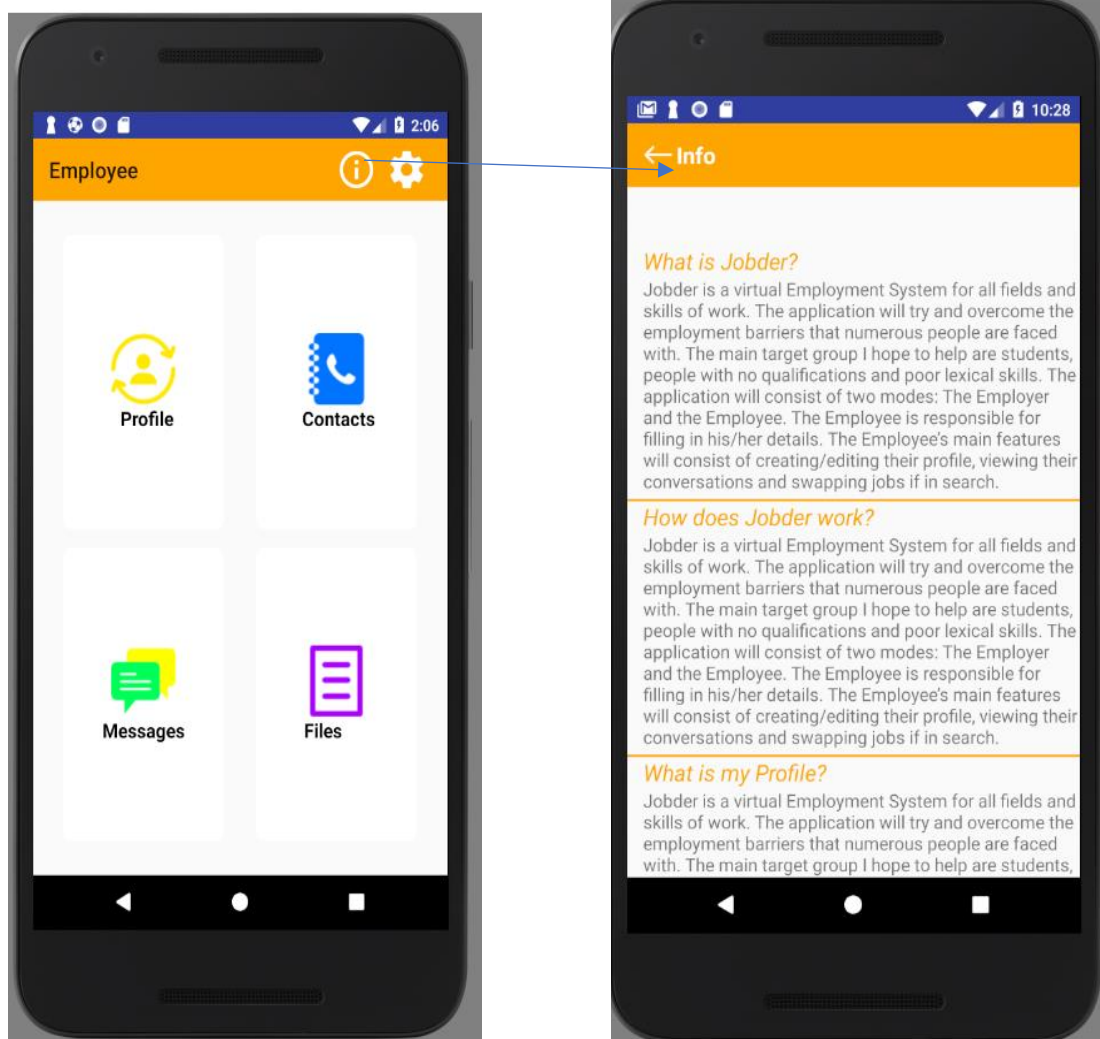 2:06
Employee
Profile
Contacts
Messages
Files
10:28
Info
What is Jobder?
Jobder is a virtual Employment System for all fields and
skills of work. The application will try and overcome the
employment barriers that numerous people are faced
with. The main target group I hope to help are students,
people with no qualifications and poor lexical skills. The
application will consist of two modes: The Employer
and the Employee. The Employee is responsible for
filling in his/her details. The Employee's main features
will consist of creating/editing their profile, viewing their
conversations and swapping jobs if in search.
How does Jobder work?
Jobder is a virtual Employment System for all fields and
skills of work. The application will try and overcome the
employment barriers that numerous people are faced
with. The main target group I hope to help are students,
people with no qualifications and poor lexical skills. The
application will consist of two modes: The Employer
and the Employee. The Employee is responsible for
filling in his/her details. The Employee's main features
will consist of creating/editing their profile, viewing their
conversations and swapping jobs if in search.
What is my Profile?
Jobder is a virtual Employment System for all fields and
skills of work. The application will try and overcome the
employment barriers that numerous people are faced
with. The main target group I hope to help are students,